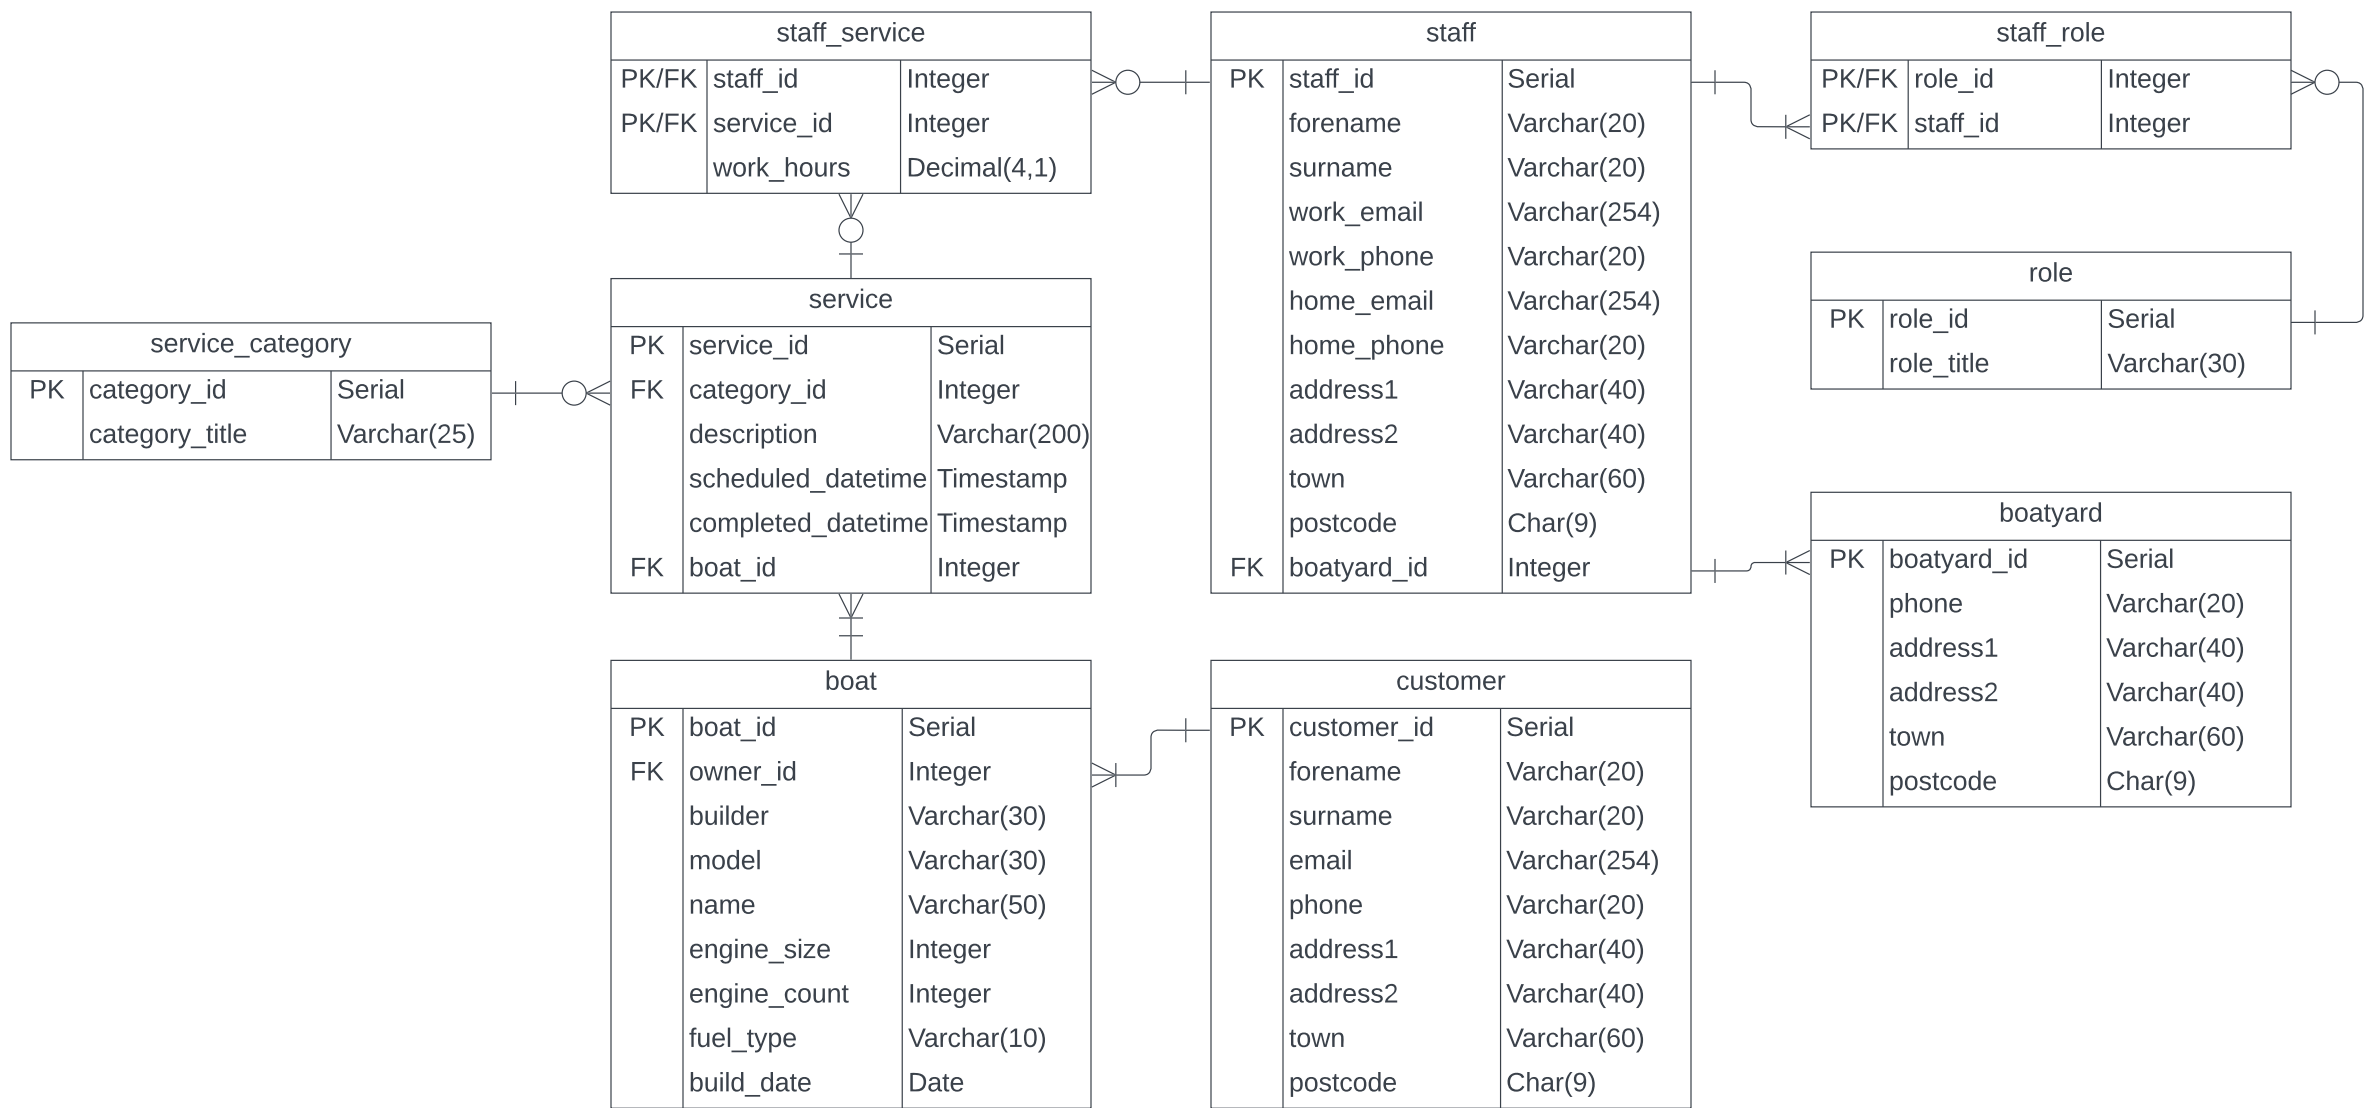 staff_service
PK/FK staff_id Integer
PK/FK service_id Integer
work_hours Decimal(4,1)
staff
PK staff_id Serial
forename Varchar(20)
surname Varchar(20)
work_email Varchar(254)
work_phone Varchar(20)
home_email Varchar(254)
home_phone Varchar(20)
address1 Varchar(40)
address2 Varchar(40)
town Varchar(60)
postcode Char(9)
FK boatyard_id Integer
staff_role
PK/FK role_id Integer
PK/FK staff_id Integer
role
PK role_id Serial
role_title Varchar(30)
service_category
PK category_id Serial
category_title Varchar(25)
service
PK service_id Serial
FK category_id Integer
description Varchar(200)
scheduled_datetime Timestamp
completed_datetime Timestamp
FK boat_id Integer
boatyard
PK boatyard_id Serial
phone Varchar(20)
address1 Varchar(40)
address2 Varchar(40)
town Varchar(60)
postcode Char(9)
boat
PK boat_id Serial
FK owner_id Integer
builder Varchar(30)
model Varchar(30)
name Varchar(50)
engine_size Integer
engine_count Integer
fuel_type Varchar(10)
build_date Date
customer
PK customer_id Serial
forename Varchar(20)
surname Varchar(20)
email Varchar(254)
phone Varchar(20)
address1 Varchar(40)
address2 Varchar(40)
town Varchar(60)
postcode Char(9)